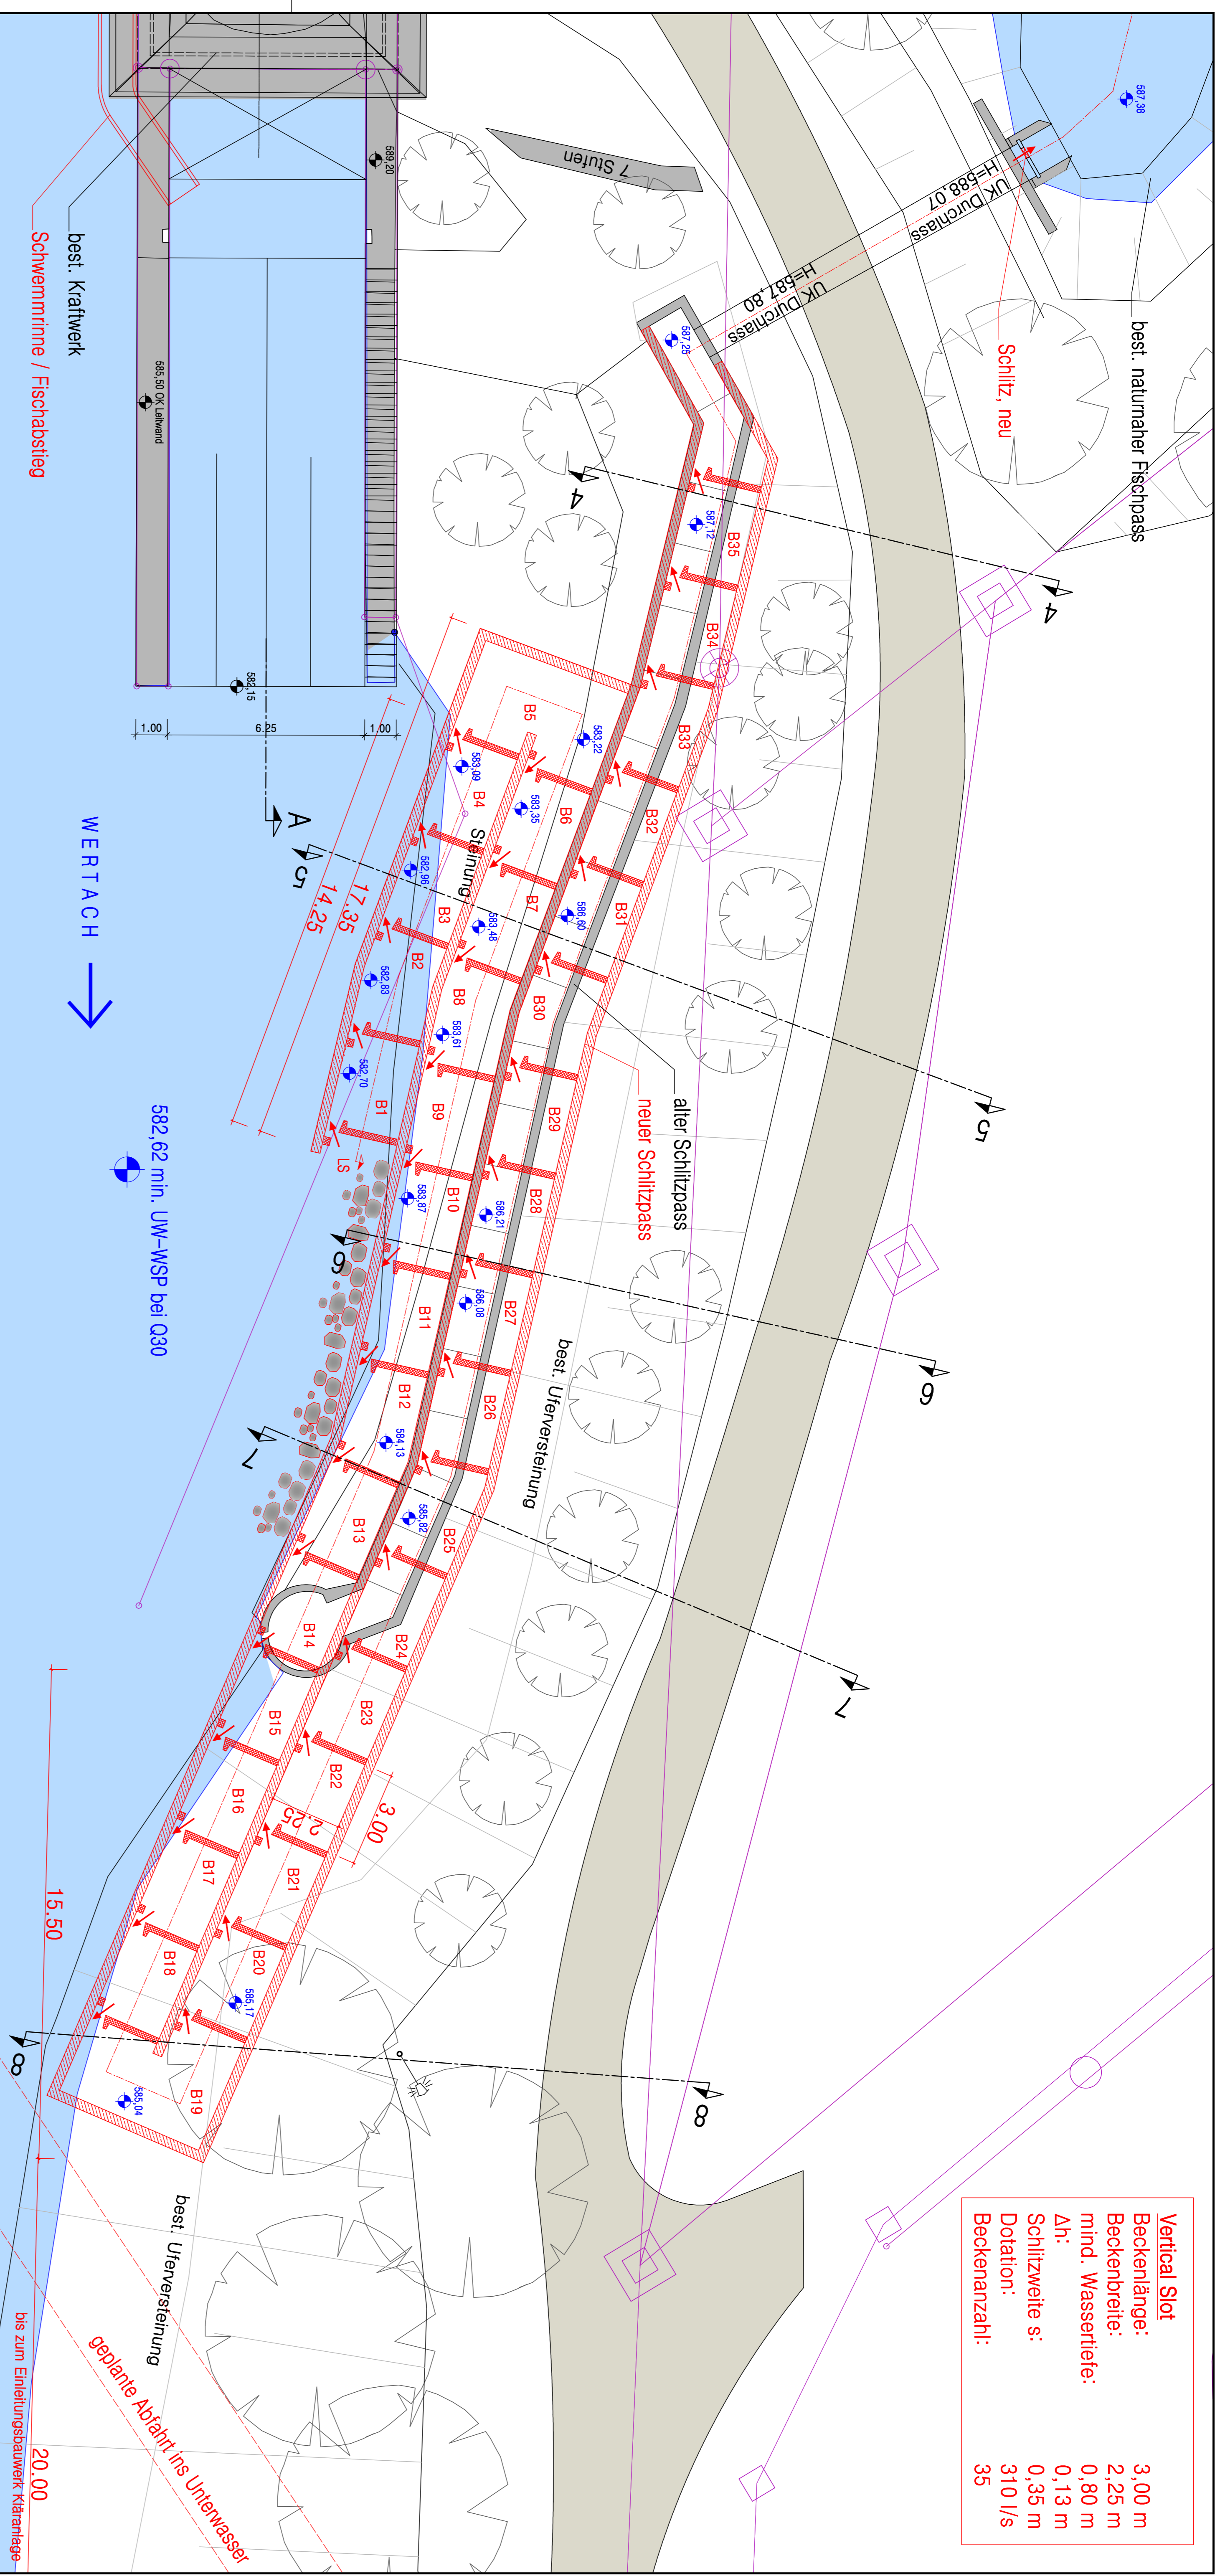 Vertical Slot
Beckenlänge: 3,00 m
Beckenbreite: 2,25 m
mind. Wassertiefe: 0,80 m
Δh: 0,13 m
Schlitzweite s: 0,35 m
Dotation: 310 l/s
Beckenanzahl: 35
587,38
best. naturnaher Fischpass
Schlitz, neu
UK Durchlass
H=588,07
UK Durchlass
H=587,80
7 Stufen
589,20
585,50 OK Leitwand
best. Kraftwerk
Schwemmrinne / Fischabstieg
582,15
1.00
6.25
1.00
A
WERTACH
582,62 min. UW-WSP bei Q30
17.35
14.25
587,25
587,12
B35
B34
B33
B32
B31
B30
B29
B28
B27
B26
B25
B24
B23
B22
B21
B20
B19
B18
B17
B16
B15
B14
B13
B12
B11
B10
B9
B8
B7
B6
B5
B4
B3
B2
B1
LS
Steinung
583,22
583,09
583,35
582,96
583,48
582,83
583,61
582,70
583,87
584,13
586,60
586,21
586,08
585,82
585,17
585,04
alter Schlitzpass
neuer Schlitzpass
best. Uferversteinung
best. Uferversteinung
4
4
5
5
6
6
7
7
8
8
3.00
2.25
15.50
20.00
geplante Abfahrt ins Unterwasser
bis zum Einleitungsbauwerk Kläranlage